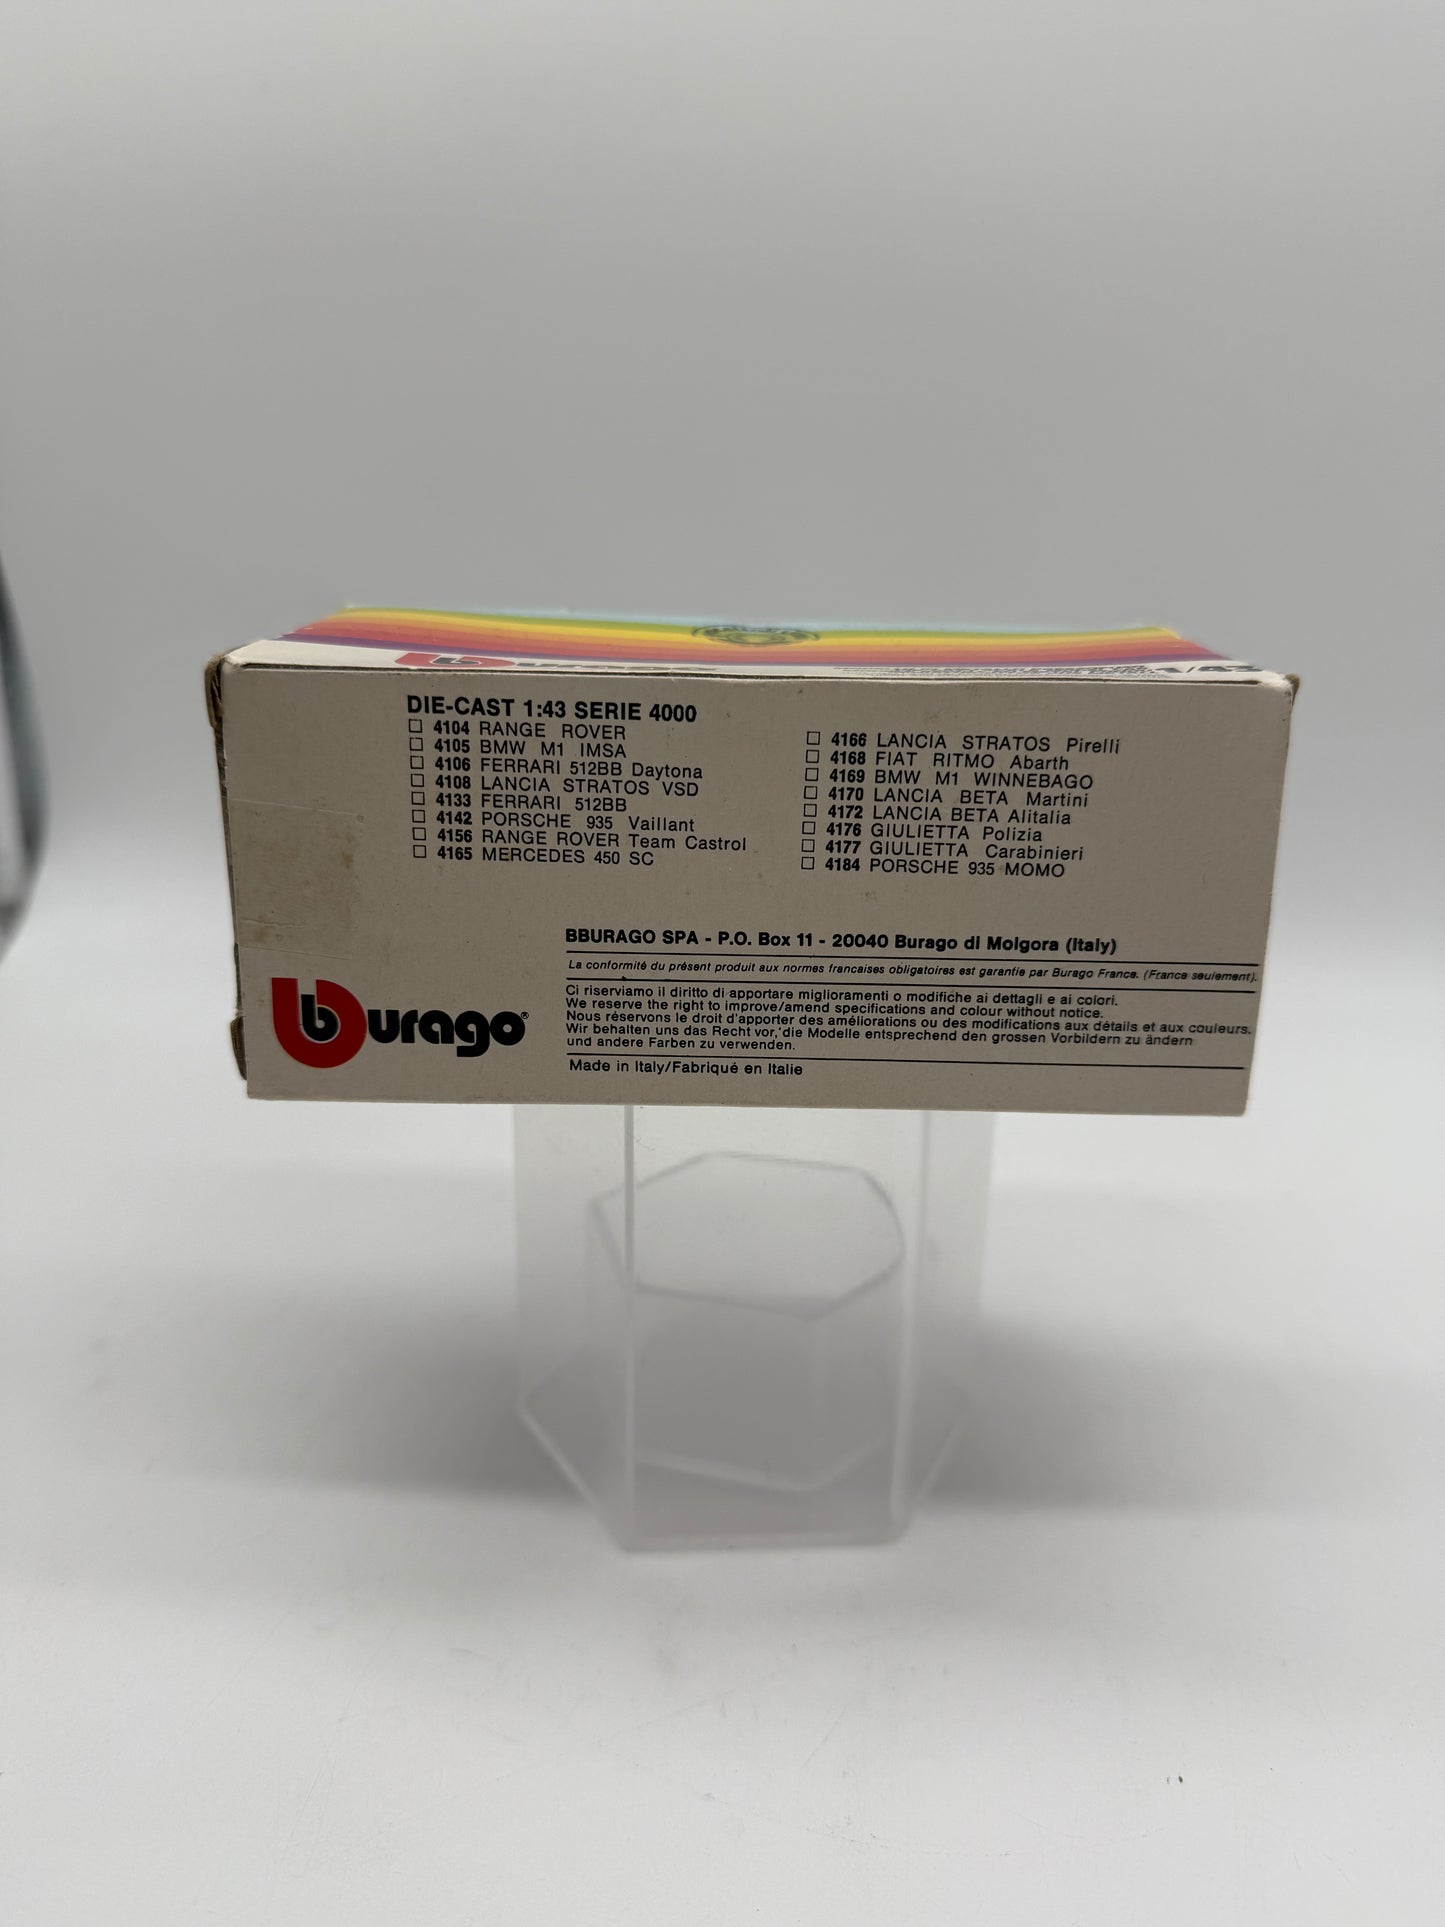 burago
1/43
DIE-CAST 1:43 SERIE 4000
4104 RANGE ROVER
4105 BMW M1 IMSA
4106 FERRARI 512BB Daytona
4108 LANCIA STRATOS VSD
4133 FERRARI 512BB
4142 PORSCHE 935 Vaillant
4156 RANGE ROVER Team Castrol
4165 MERCEDES 450 SC
4166 LANCIA STRATOS Pirelli
4168 FIAT RITMO Abarth
4169 BMW M1 WINNEBAGO
4170 LANCIA BETA Martini
4172 LANCIA BETA Alitalia
4176 GIULIETTA Polizia
4177 GIULIETTA Carabinieri
4184 PORSCHE 935 MOMO
BBURAGO SPA - P.O. Box 11 - 20040 Burago di Molgora (Italy)
La conformité du présent produit aux normes francaises obligatoires est garantie par Burago France. (France seulement).
Ci riserviamo il diritto di apportare miglioramenti o modifiche ai dettagli e ai colori.
We reserve the right to improve/amend specifications and colour without notice.
Nous réservons le droit d'apporter des améliorations ou des modifications aux détails et aux couleurs.
Wir behalten uns das Recht vor, die Modelle entsprechend den grossen Vorbildern zu ändern
und andere Farben zu verwenden.
Made in Italy/Fabriqué en Italie
burago®